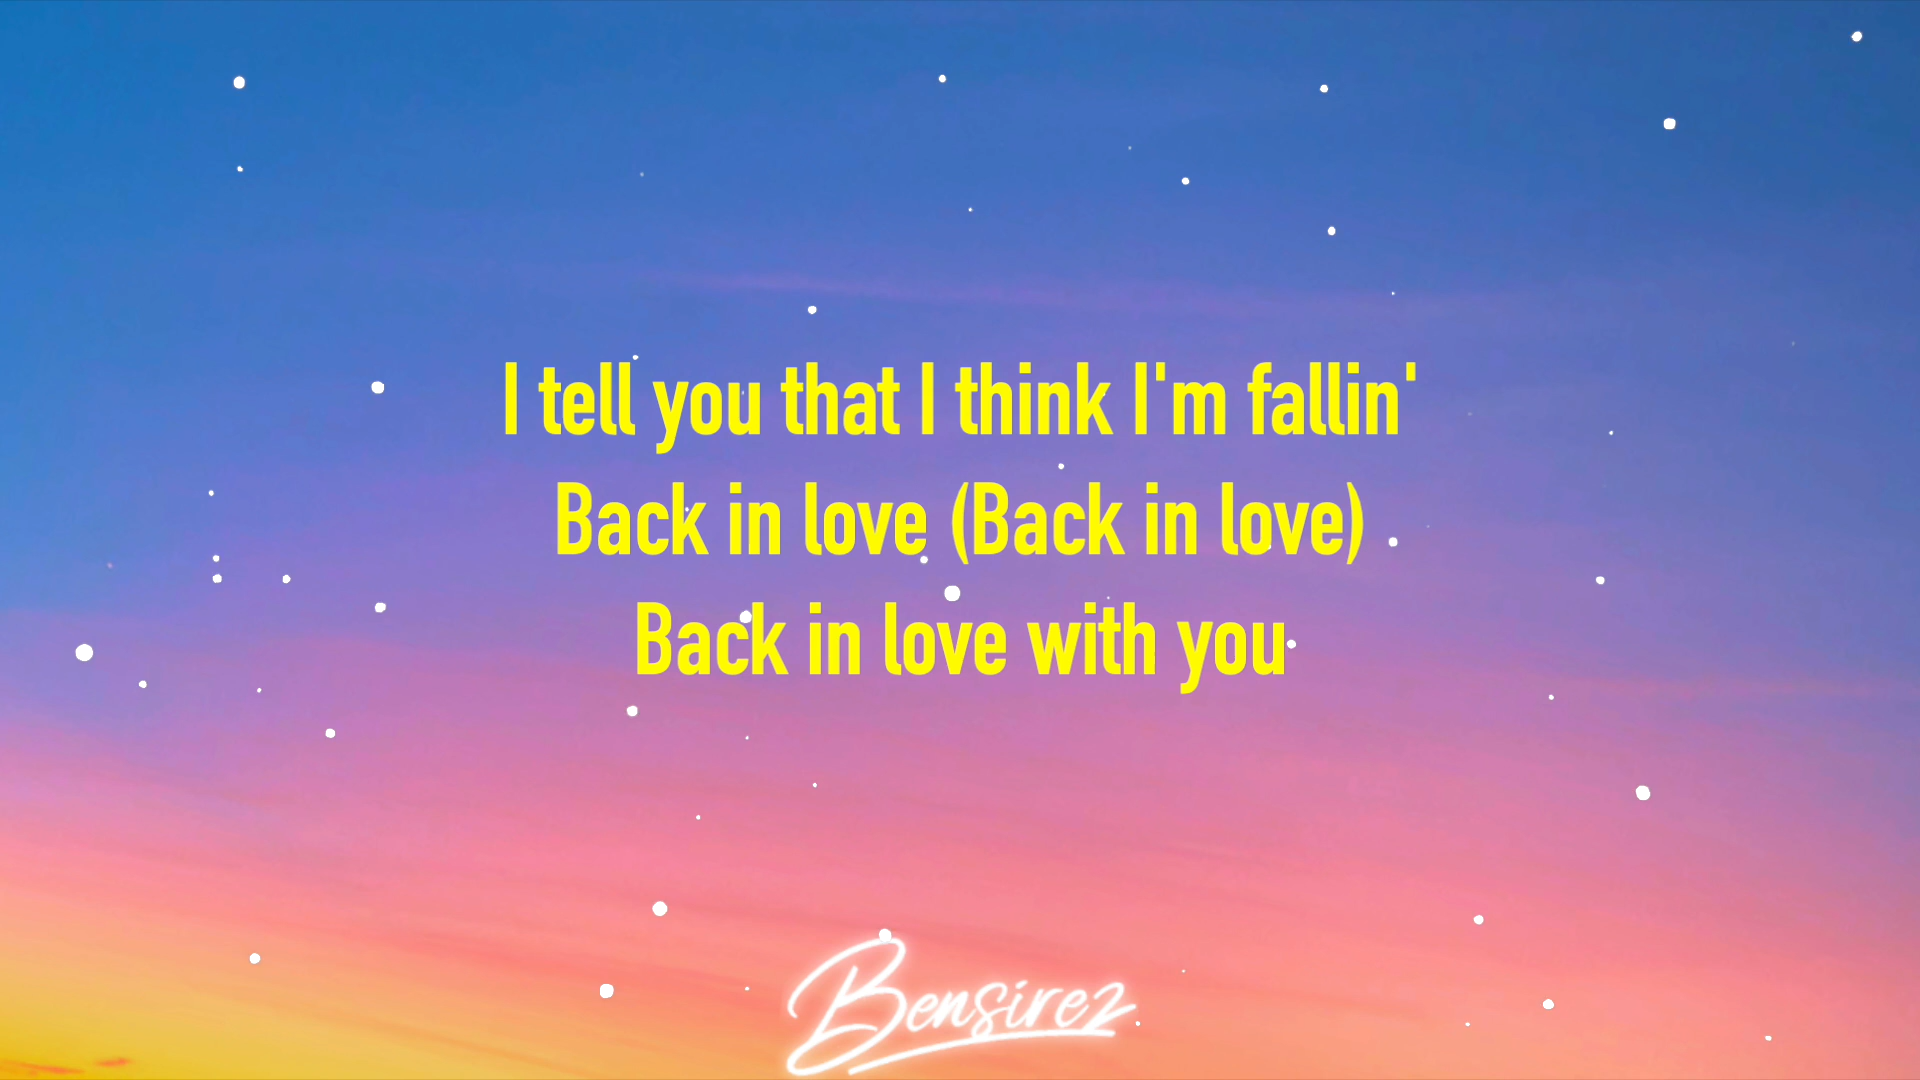 I tell you that I think I'm fallin'
Back in love (Back in love)
Back in love with you
Bensirez